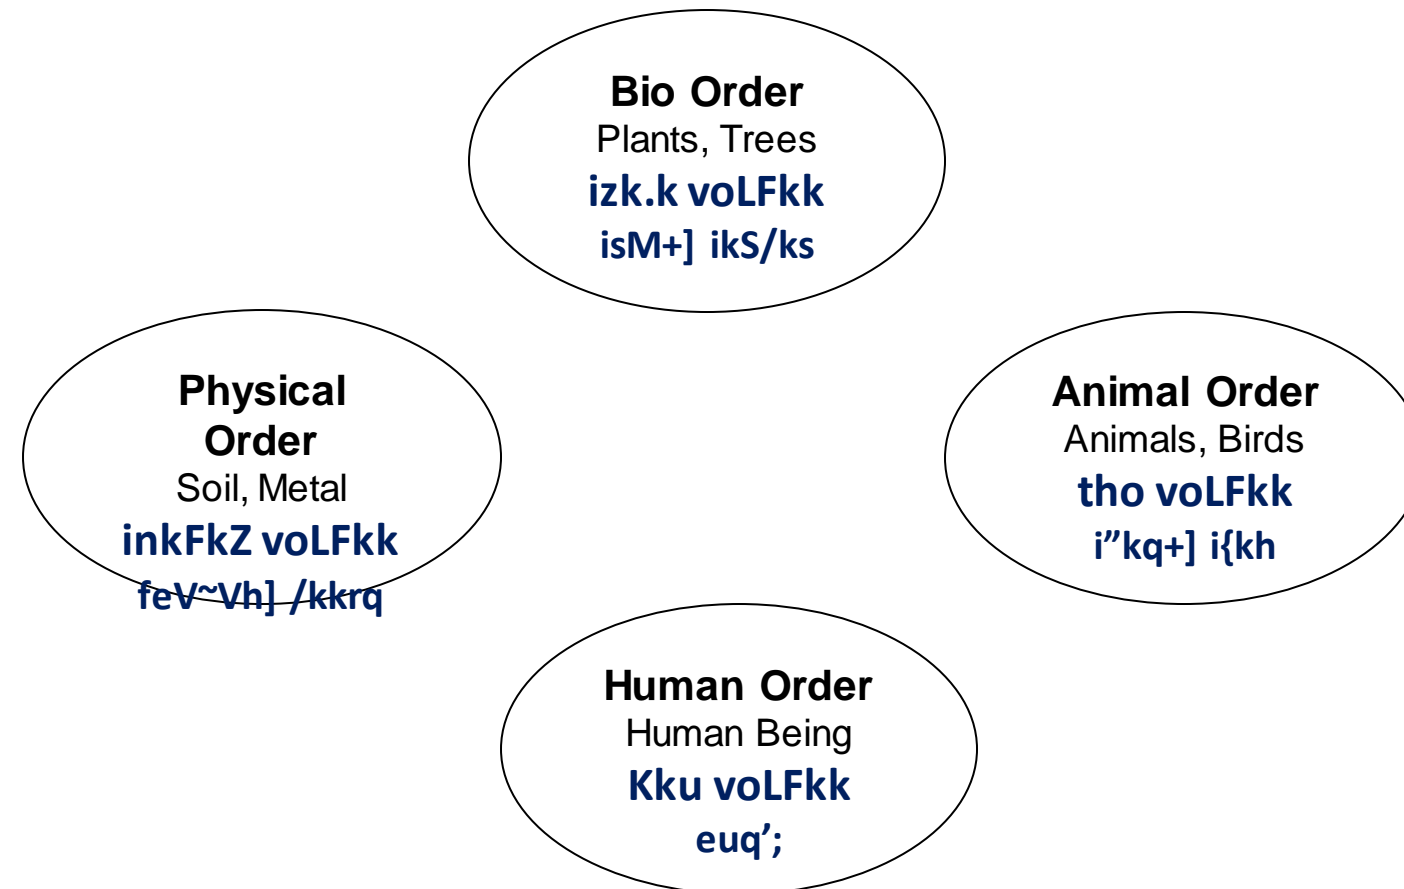 Bio Order
Plants, Trees
izk.k voLFkk
isM+] ikS/ks
Physical
Order
Soil, Metal
inkFkZ voLFkk
feV~Vh] /kkrq
Animal Order
Animals, Birds
tho voLFkk
i”kq+] i{kh
Human Order
Human Being
Kku voLFkk
euq’;